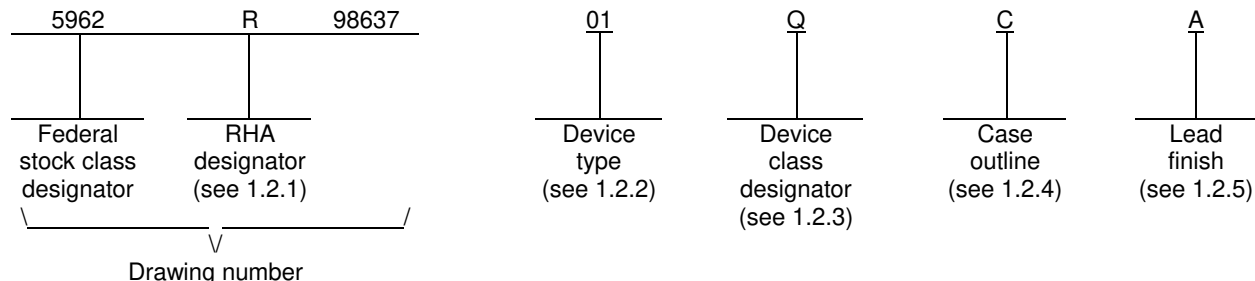 5962 R 98637 01 Q C A
Federal stock class designator RHA designator (see 1.2.1) Device type (see 1.2.2) Device class designator (see 1.2.3) Case outline (see 1.2.4) Lead finish (see 1.2.5)
Drawing number